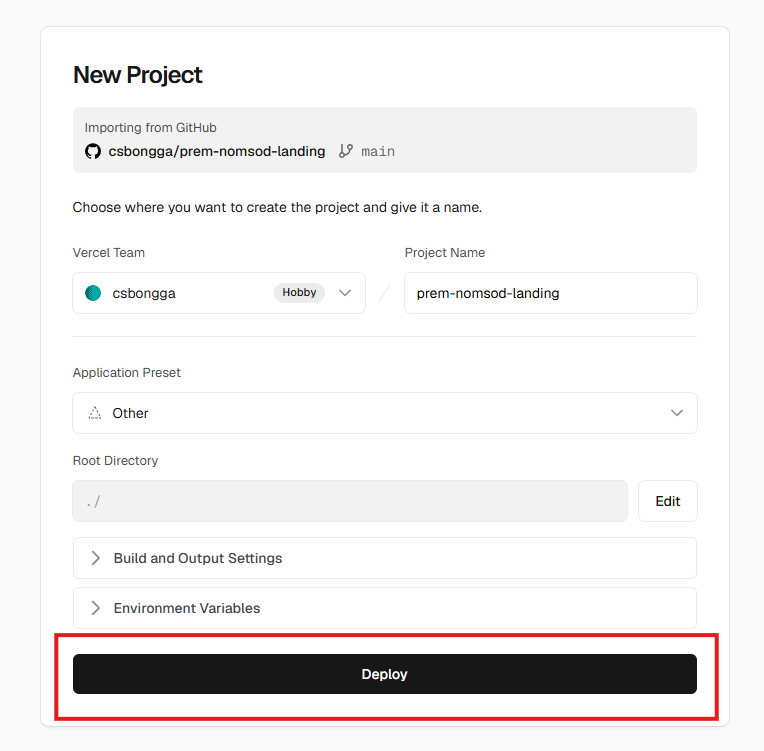 New Project
Importing from GitHub
csbongga/prem-nomsod-landing main
Choose where you want to create the project and give it a name.
Vercel Team
Project Name
csbongga Hobby
/
prem-nomsod-landing
Application Preset
Other
Root Directory
./
Edit
Build and Output Settings
Environment Variables
Deploy